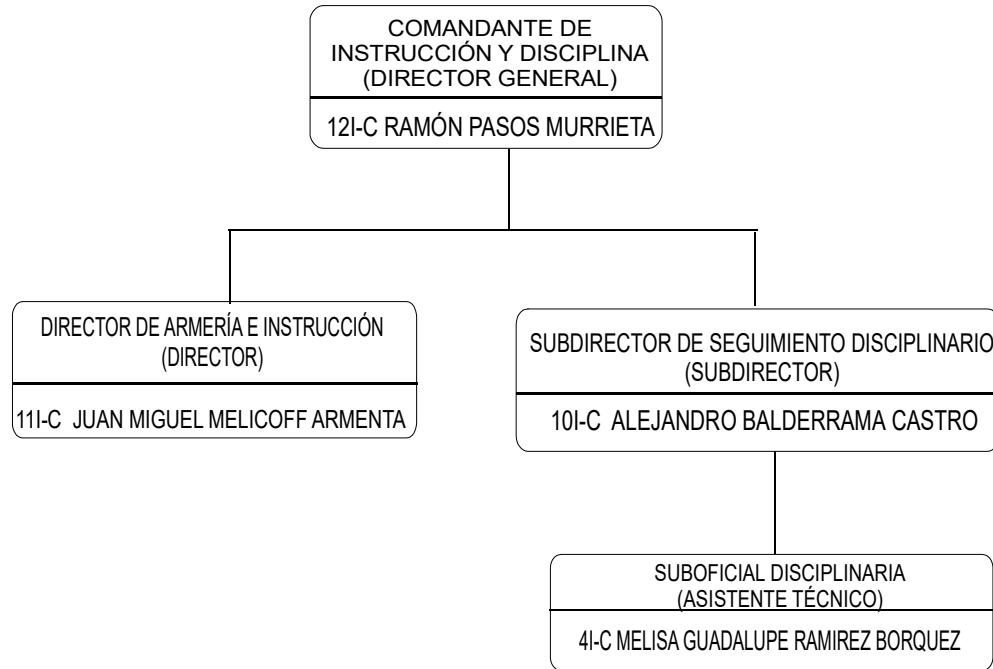 COMANDANTE DE
INSTRUCCIÓN Y DISCIPLINA
(DIRECTOR GENERAL)
12I-C RAMÓN PASOS MURRIETA
DIRECTOR DE ARMERÍA E INSTRUCCIÓN
(DIRECTOR)
11I-C JUAN MIGUEL MELICOFF ARMENTA
SUBDIRECTOR DE SEGUIMIENTO DISCIPLINARIO
(SUBDIRECTOR)
10I-C ALEJANDRO BALDERRAMA CASTRO
SUBOFICIAL DISCIPLINARIA
(ASISTENTE TÉCNICO)
4I-C MELISA GUADALUPE RAMIREZ BORQUEZ